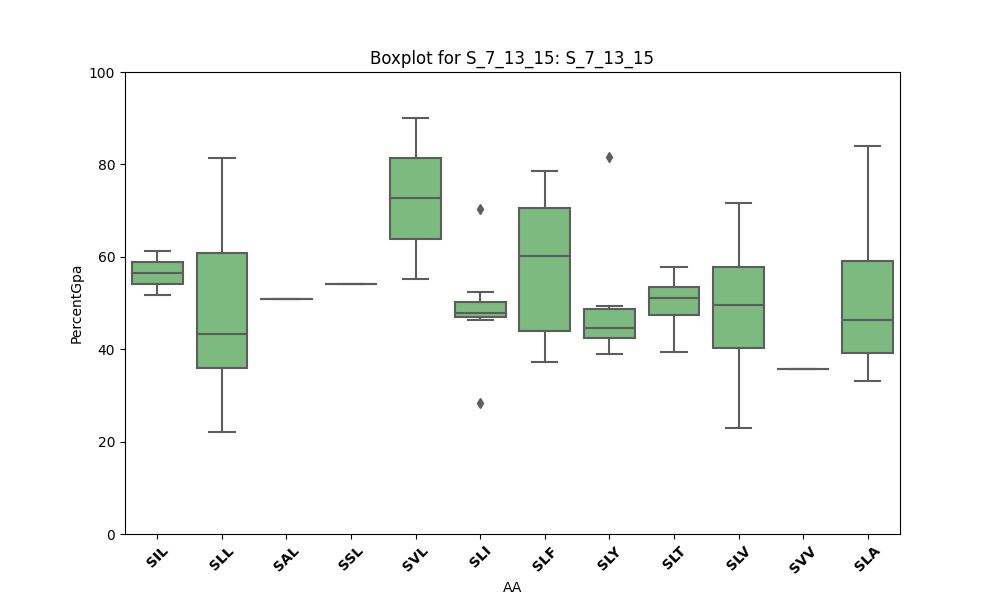 Boxplot for S_7_13_15: S_7_13_15
PercentGpa
100
80
60
40
20
0
SIL SLL SAL SSL SVL SLI SLF SLY SLT SLV SVV SLA
AA